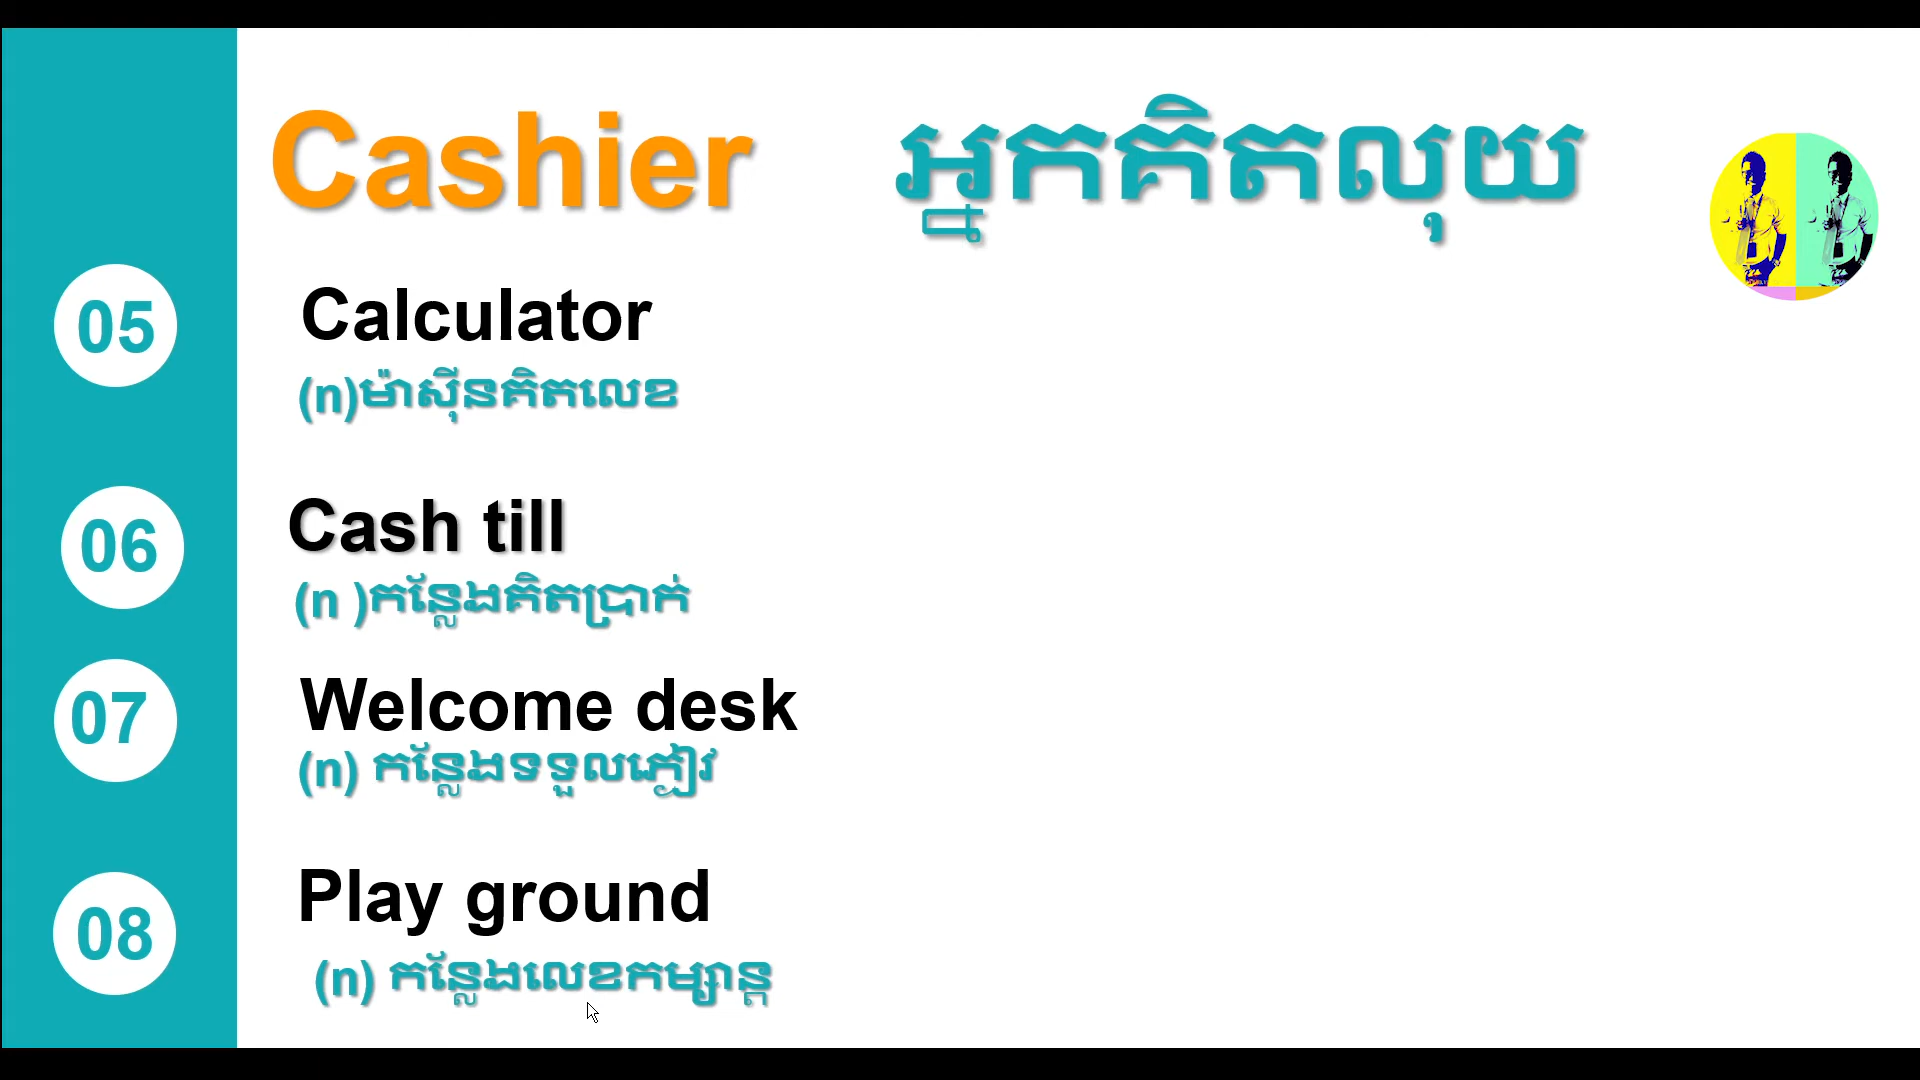 Cashier អ្នកគិតលុយ
05 Calculator
(n)ម៉ាស៊ីនគិតលេខ
06 Cash till
(n )កន្លែងគិតប្រាក់
07 Welcome desk
(n) កន្លែងទទួលភ្ញៀវ
08 Play ground
(n) កន្លែងលេខកម្សាន្ត